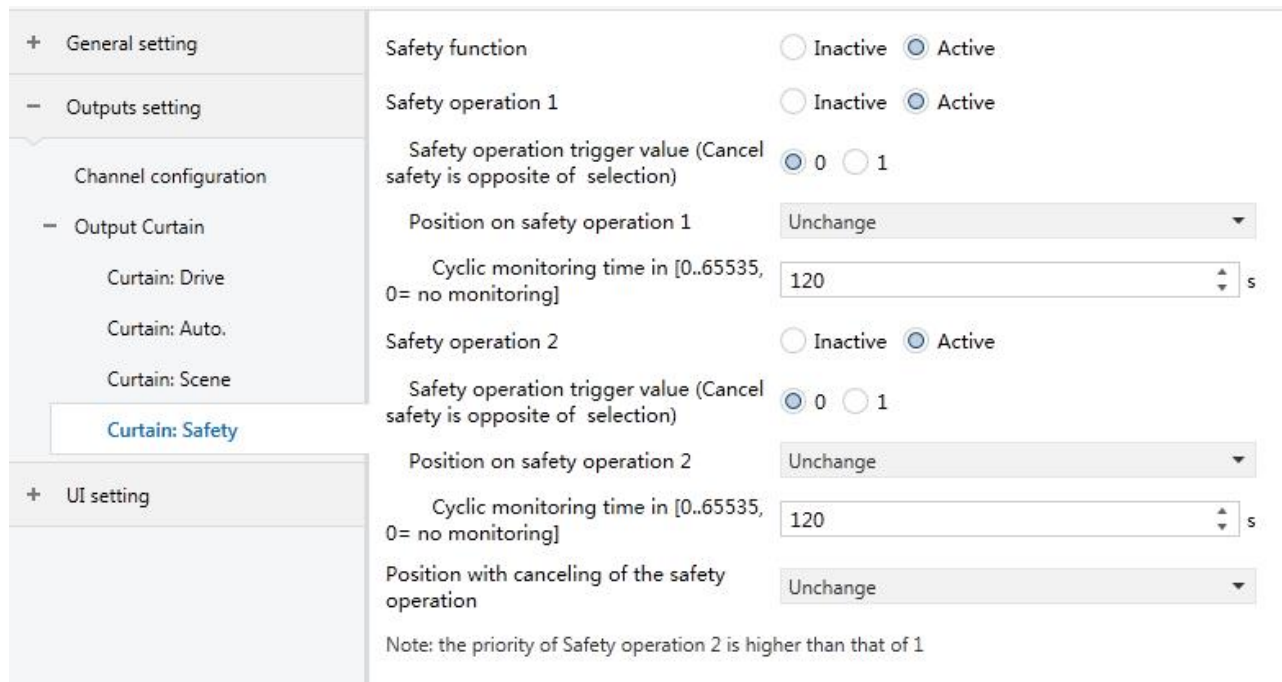 + General setting
− Outputs setting
Channel configuration
− Output Curtain
Curtain: Drive
Curtain: Auto.
Curtain: Scene
Curtain: Safety
+ UI setting
Safety function Inactive Active
Safety operation 1 Inactive Active
Safety operation trigger value (Cancel
safety is opposite of selection) 0 1
Position on safety operation 1 Unchange
Cyclic monitoring time in [0..65535,
0= no monitoring] 120 s
Safety operation 2 Inactive Active
Safety operation trigger value (Cancel
safety is opposite of selection) 0 1
Position on safety operation 2 Unchange
Cyclic monitoring time in [0..65535,
0= no monitoring] 120 s
Position with canceling of the safety
operation Unchange
Note: the priority of Safety operation 2 is higher than that of 1